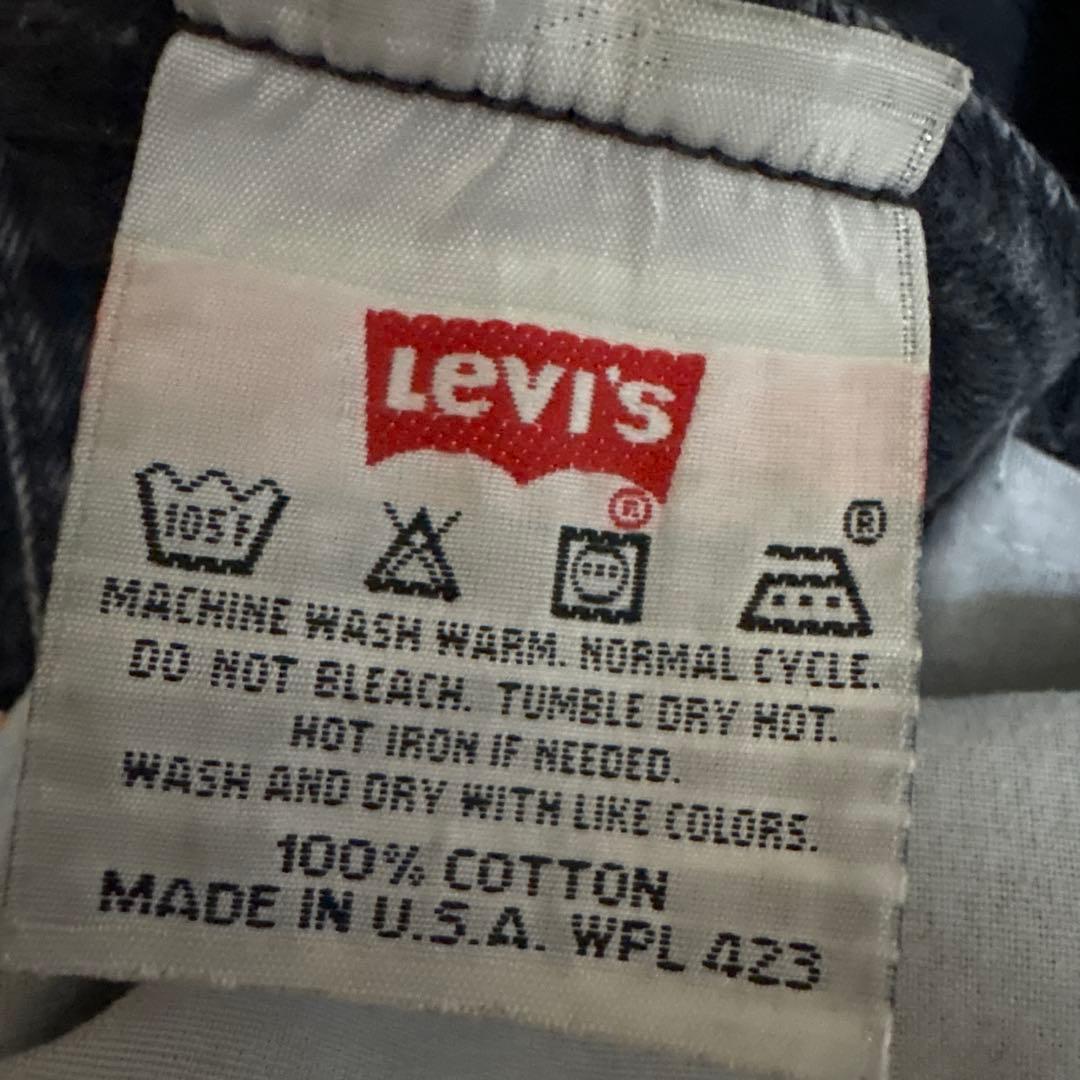 LEVI'S
®
®
105°F
MACHINE WASH WARM. NORMAL CYCLE.
DO NOT BLEACH. TUMBLE DRY HOT.
HOT IRON IF NEEDED.
WASH AND DRY WITH LIKE COLORS.
100% COTTON
MADE IN U.S.A. WPL 423